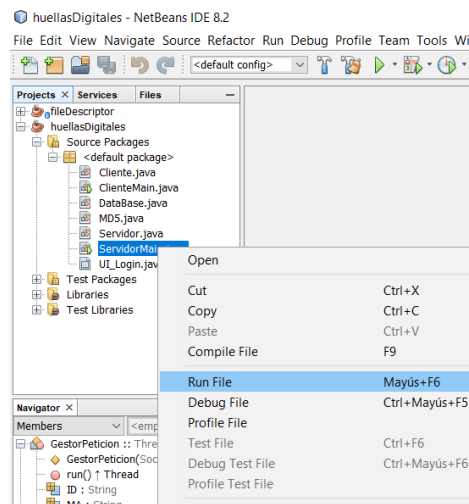 huellasDigitales - NetBeans IDE 8.2
File Edit View Navigate Source Refactor Run Debug Profile Team Tools
<default config>
Projects × Services Files
fileDescriptor
huellasDigitales
Source Packages
<default package>
Cliente.java
ClienteMain.java
DataBase.java
MD5.java
Servidor.java
ServidorMain
UI_Login.jav
Test Packages
Libraries
Test Libraries
Open
Cut Ctrl+X
Copy Ctrl+C
Paste Ctrl+V
Compile File F9
Run File Mayús+F6
Debug File Ctrl+Mayús+F5
Profile File
Test File Ctrl+F6
Debug Test File Ctrl+Mayús+F6
Profile Test File
Navigator ×
Members <emp
GestorPeticion :: Thre
GestorPeticion(Soc
run() ↑ Thread
ID : String